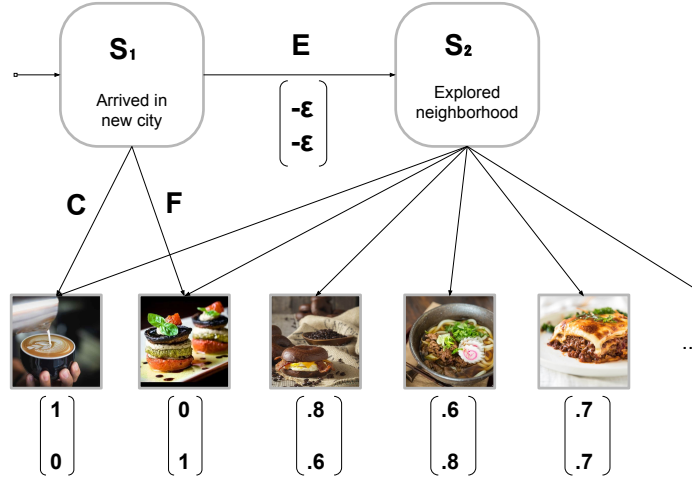 S1
E
S2
Arrived in
new city
Explored
neighborhood
-ε
-ε
C
F
...
1
0
.8
.6
.7
0
1
.6
.8
.7